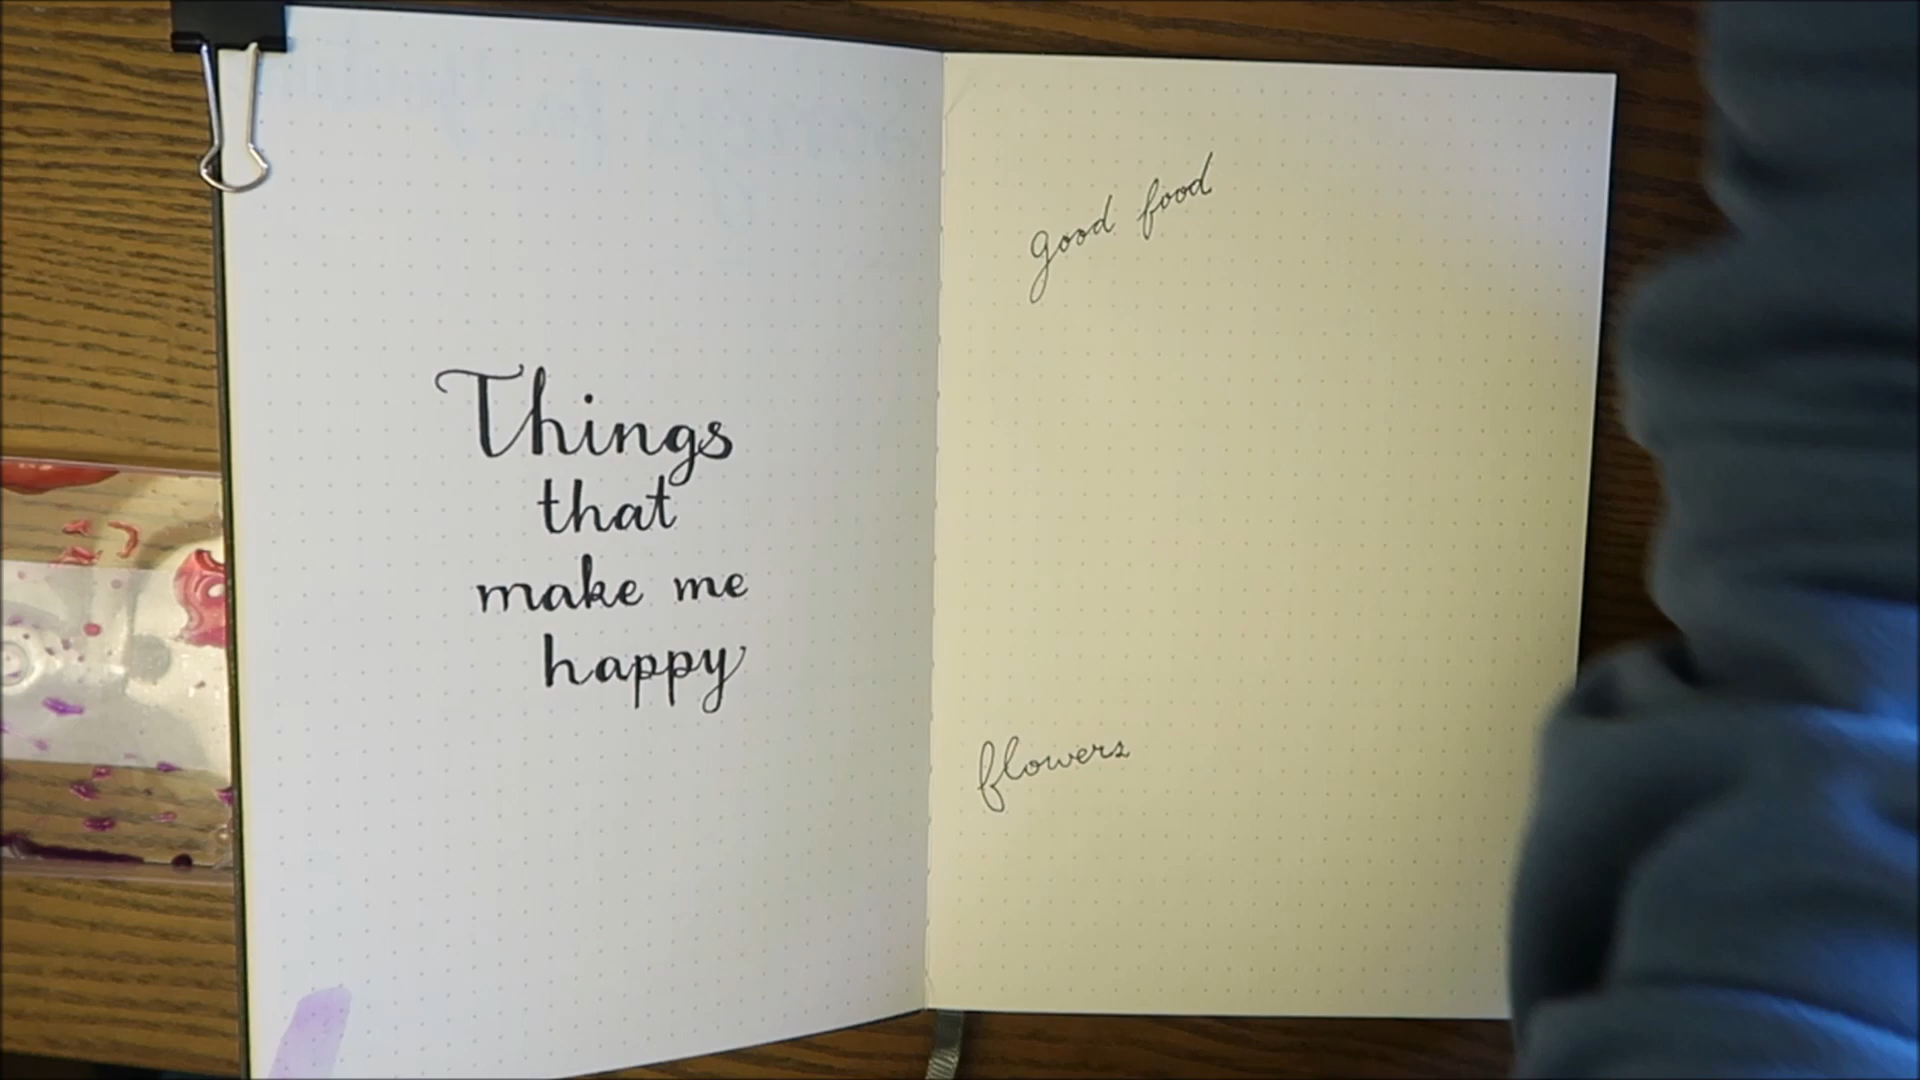 Things
that
make me
happy
good food
flowers